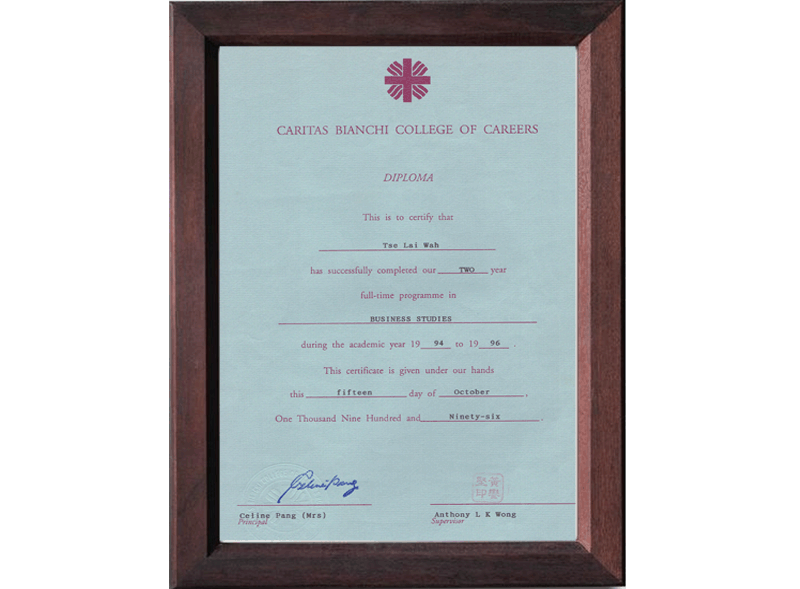 CARITAS BIANCHI COLLEGE OF CAREERS
DIPLOMA
This is to certify that
Tse Lai Wah
has successfully completed our TWO year
full-time programme in
BUSINESS STUDIES
during the academic year 19 94 to 19 96 .
This certificate is given under our hands
this fifteen day of October ,
One Thousand Nine Hundred and Ninety-six .
Celine Pang
Celine Pang (Mrs)
Principal
Anthony L K Wong
Supervisor